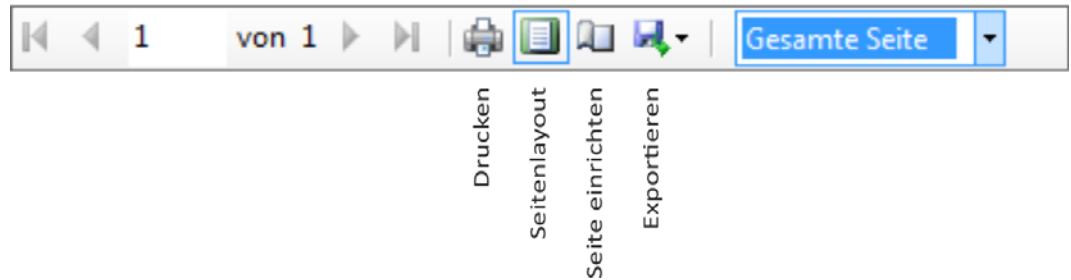 1 von 1 Gesamte Seite
Drucken
Seitenlayout
Seite einrichten
Exportieren